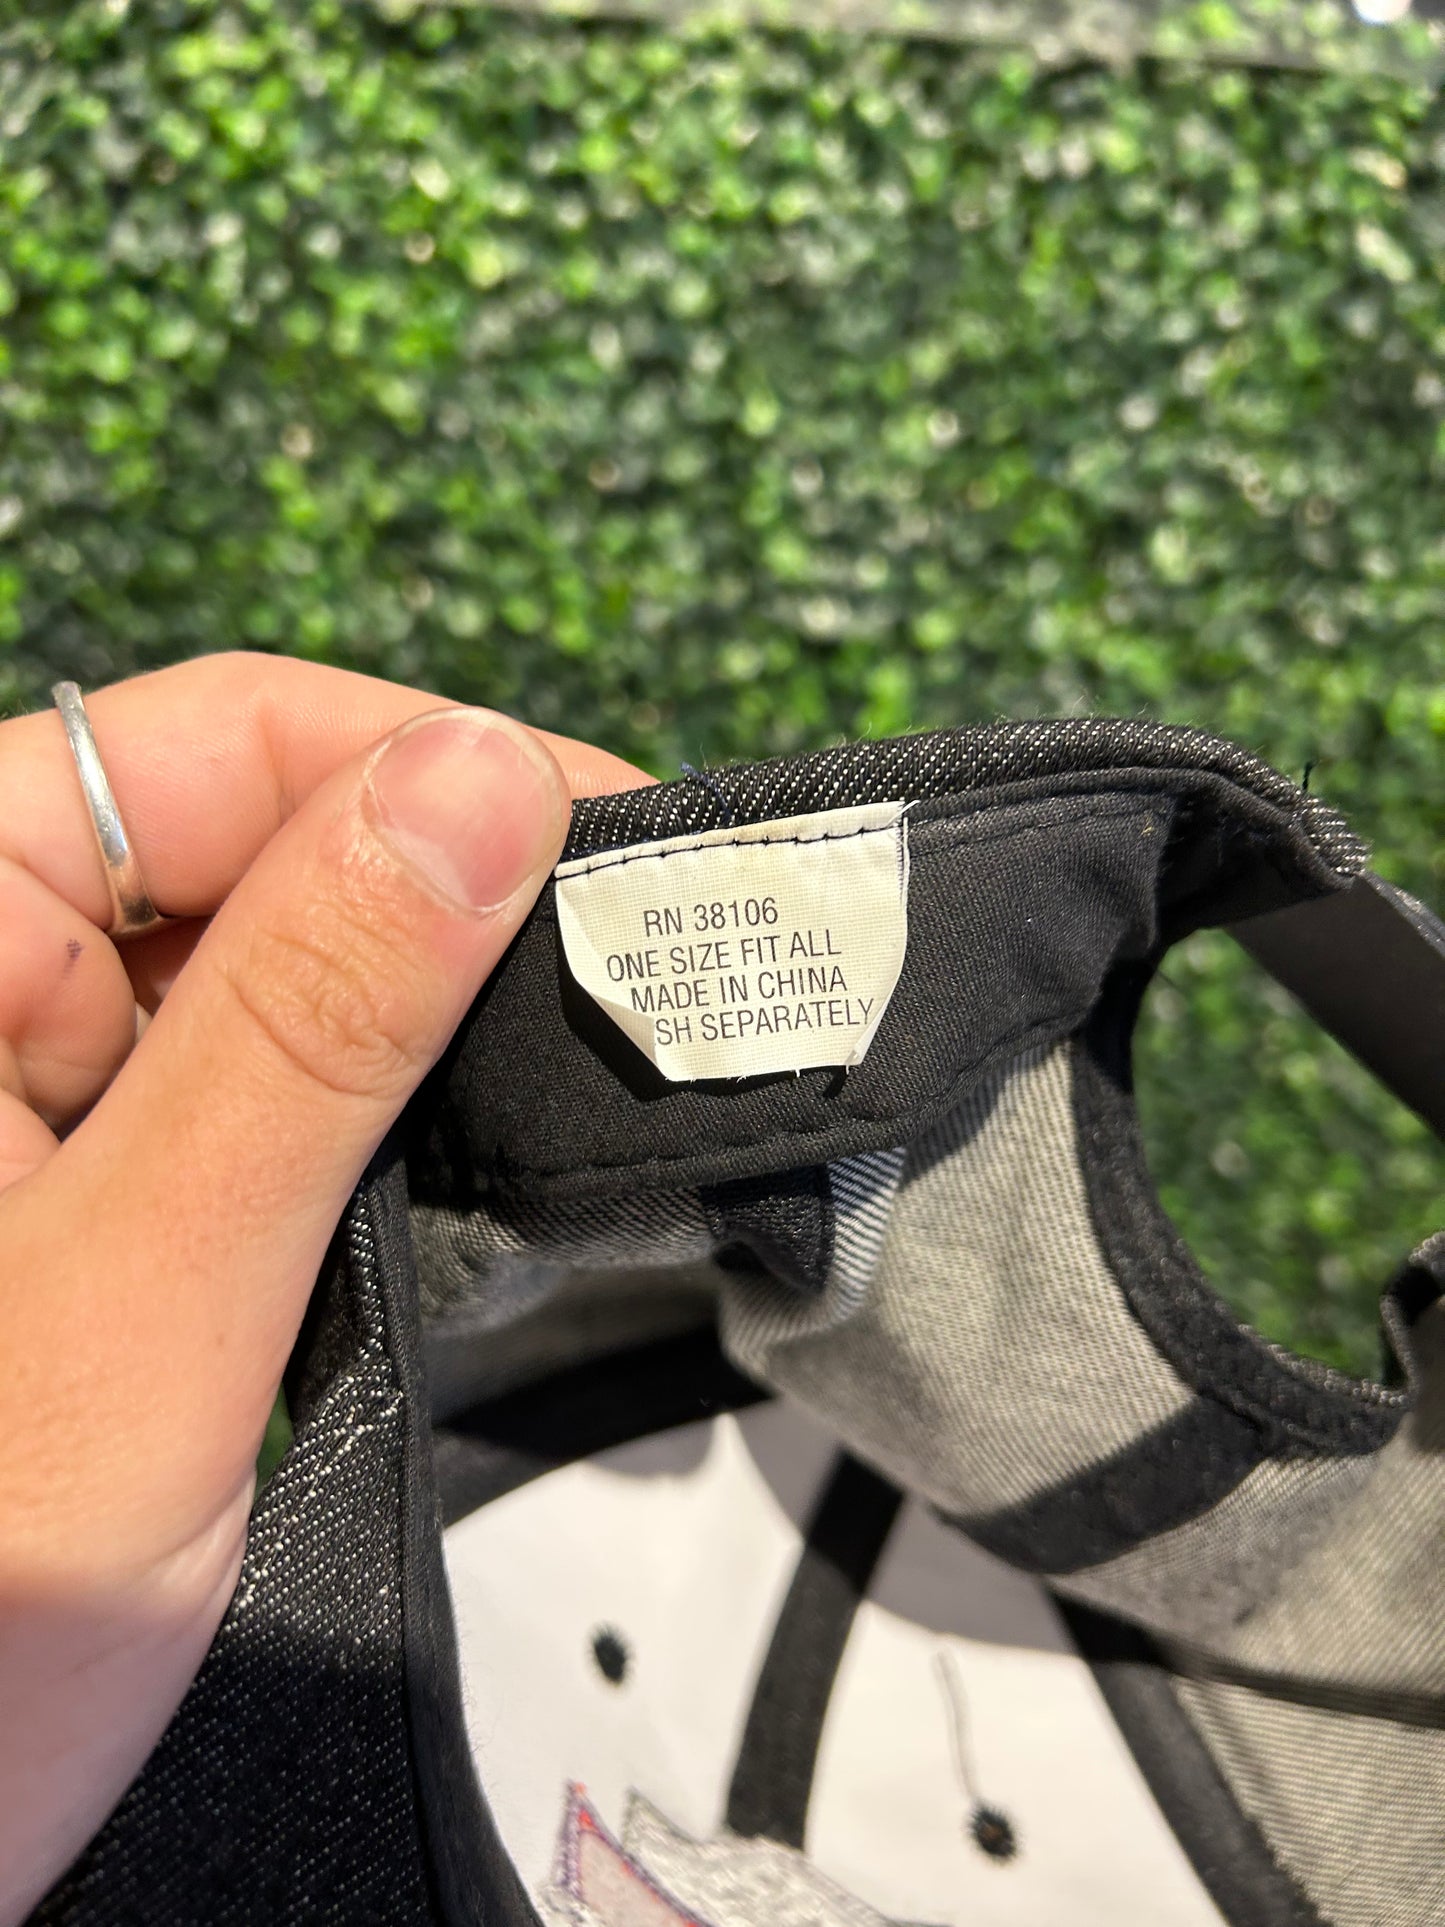 RN 38106
ONE SIZE FIT ALL
MADE IN CHINA
SH SEPARATELY